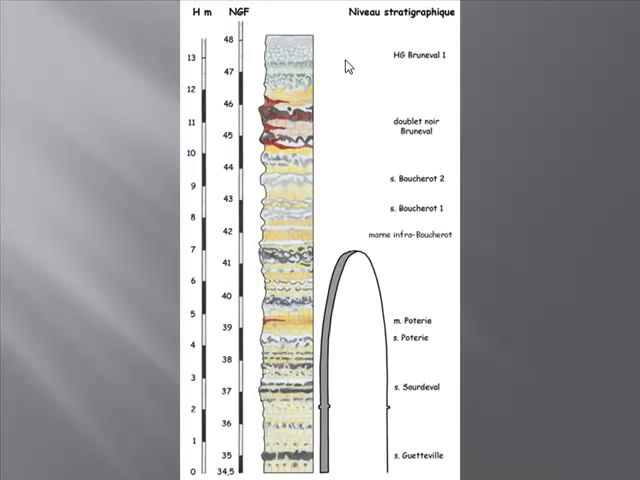 H m NGF Niveau stratigraphique
48
HG Bruneval 1
13
47
12
46
11
doublet noir
Bruneval
45
10
44
s. Boucherot 2
9
43
s. Boucherot 1
8
42
marne infra-Boucherot
7
41
6
40
5
m. Poterie
39
s. Poterie
4
38
3
37
s. Sourdeval
2
36
1
35
s. Guetteville
0
34,5